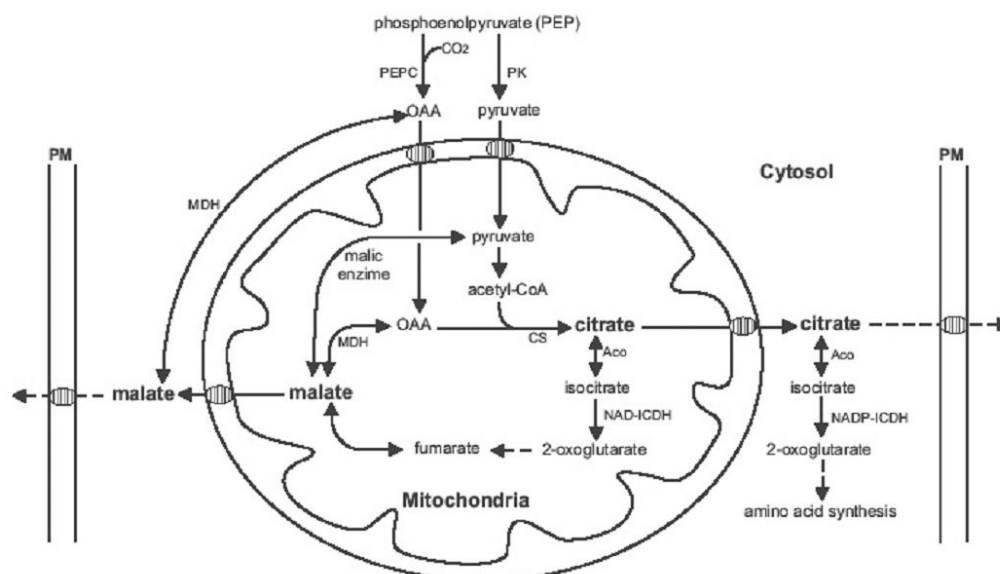 phosphoenolpyruvate (PEP)
CO2
PEPC
PK
OAA
pyruvate
PM
PM
Cytosol
MDH
pyruvate
malic
enzime
acetyl-CoA
OAA
citrate
citrate
MDH
CS
Aco
Aco
malate
malate
isocitrate
isocitrate
NAD-ICDH
NADP-ICDH
fumarate
2-oxoglutarate
2-oxoglutarate
Mitochondria
amino acid synthesis